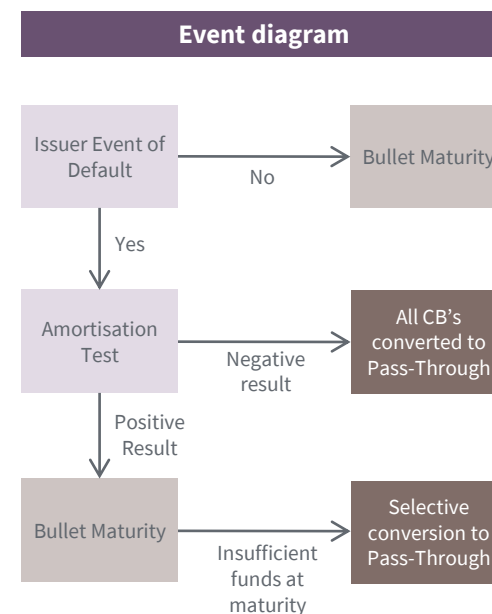 Event diagram
Issuer Event of
Default
No
Bullet Maturity
Yes
Amortisation
Test
Negative
result
All CB's
converted to
Pass-Through
Positive
Result
Bullet Maturity
Insufficient
funds at
maturity
Selective
conversion to
Pass-Through